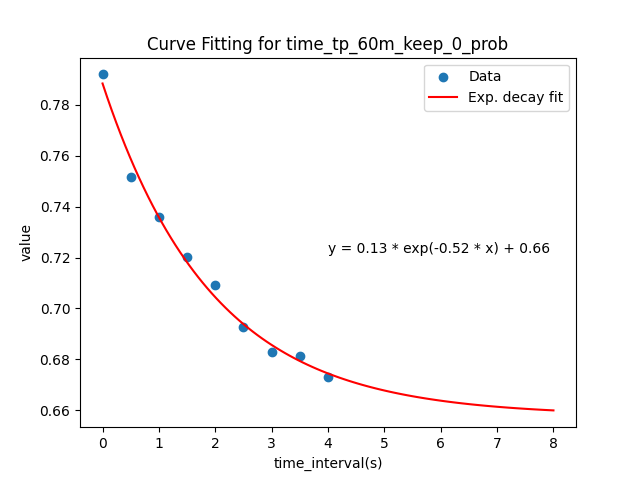 Curve Fitting for time_tp_60m_keep_0_prob
Data
Exp. decay fit
0.78
0.76
0.74
0.72
0.70
0.68
0.66
value
y = 0.13 * exp(-0.52 * x) + 0.66
0 1 2 3 4 5 6 7 8
time_interval(s)